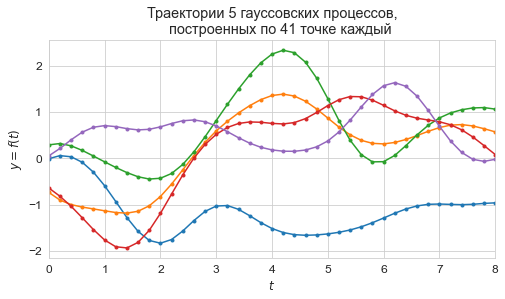 Траектории 5 гауссовских процессов,
построенных по 41 точке каждый
y = f(t)
2
1
0
−1
−2
0 1 2 3 4 5 6 7 8
t